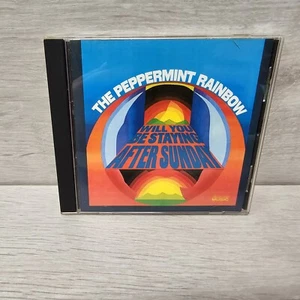 THE PEPPERMINT RAINBOW
WILL YOU
BE STAYING
AFTER SUNDAY